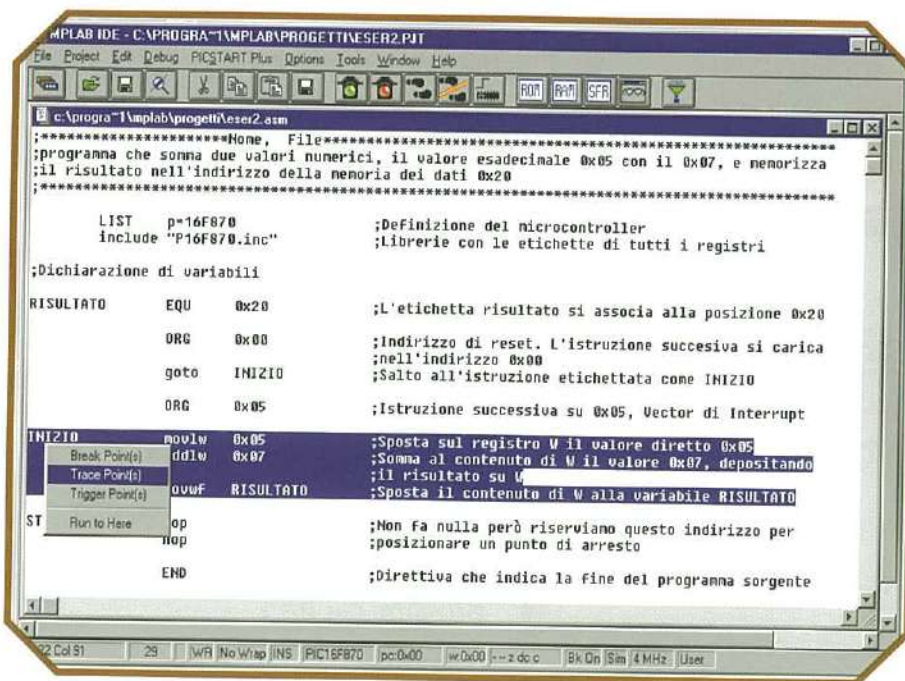 MPLAB IDE - C:\PROGRA~1\MPLAB\PROGETTI\ESER2.PJT
File Project Edit Debug PICSTART Plus Options Tools Window Help
ROM RAM SFR
c:\progra~1\mplab\progetti\eser2.asm
;***********************Nome, File***********************************************************
;programma che somma due valori numerici, il valore esadecimale 0x05 con il 0x07, e memorizza
;il risultato nell'indirizzo della memoria dei dati 0x20
;********************************************************************************************
LIST p=16F870 ;Definizione del microcontroller
include "P16F870.inc" ;Librerie con le etichette di tutti i registri
;Dichiarazione di variabili
RISULTATO EQU 0x20 ;L'etichetta risultato si associa alla posizione 0x20
ORG 0x00 ;Indirizzo di reset. L'istruzione succesiva si carica
;nell'indirizzo 0x00
goto INIZIO ;Salto all'istruzione etichettata come INIZIO
ORG 0x05 ;Istruzione successiva su 0x05, Vector di Interrupt
INIZIO movlw 0x05 ;Sposta sul registro W il valore diretto 0x05
Break Point(s) ddlw 0x07 ;Somma al contenuto di W il valore 0x07, depositando
Trace Point(s) ;il risultato su W
Trigger Point(s) ovwf RISULTATO ;Sposta il contenuto di W alla variabile RISULTATO
ST Run to Here op ;Non fa nulla però riserviamo questo indirizzo per
nop ;posizionare un punto di arresto
END ;Direttiva che indica la fine del programma sorgente
22 Col 91 29 WR No Wrap INS PIC16F870 pc:0x00 w:0x00 -- z dc c Bk On Sim 4 MHz User